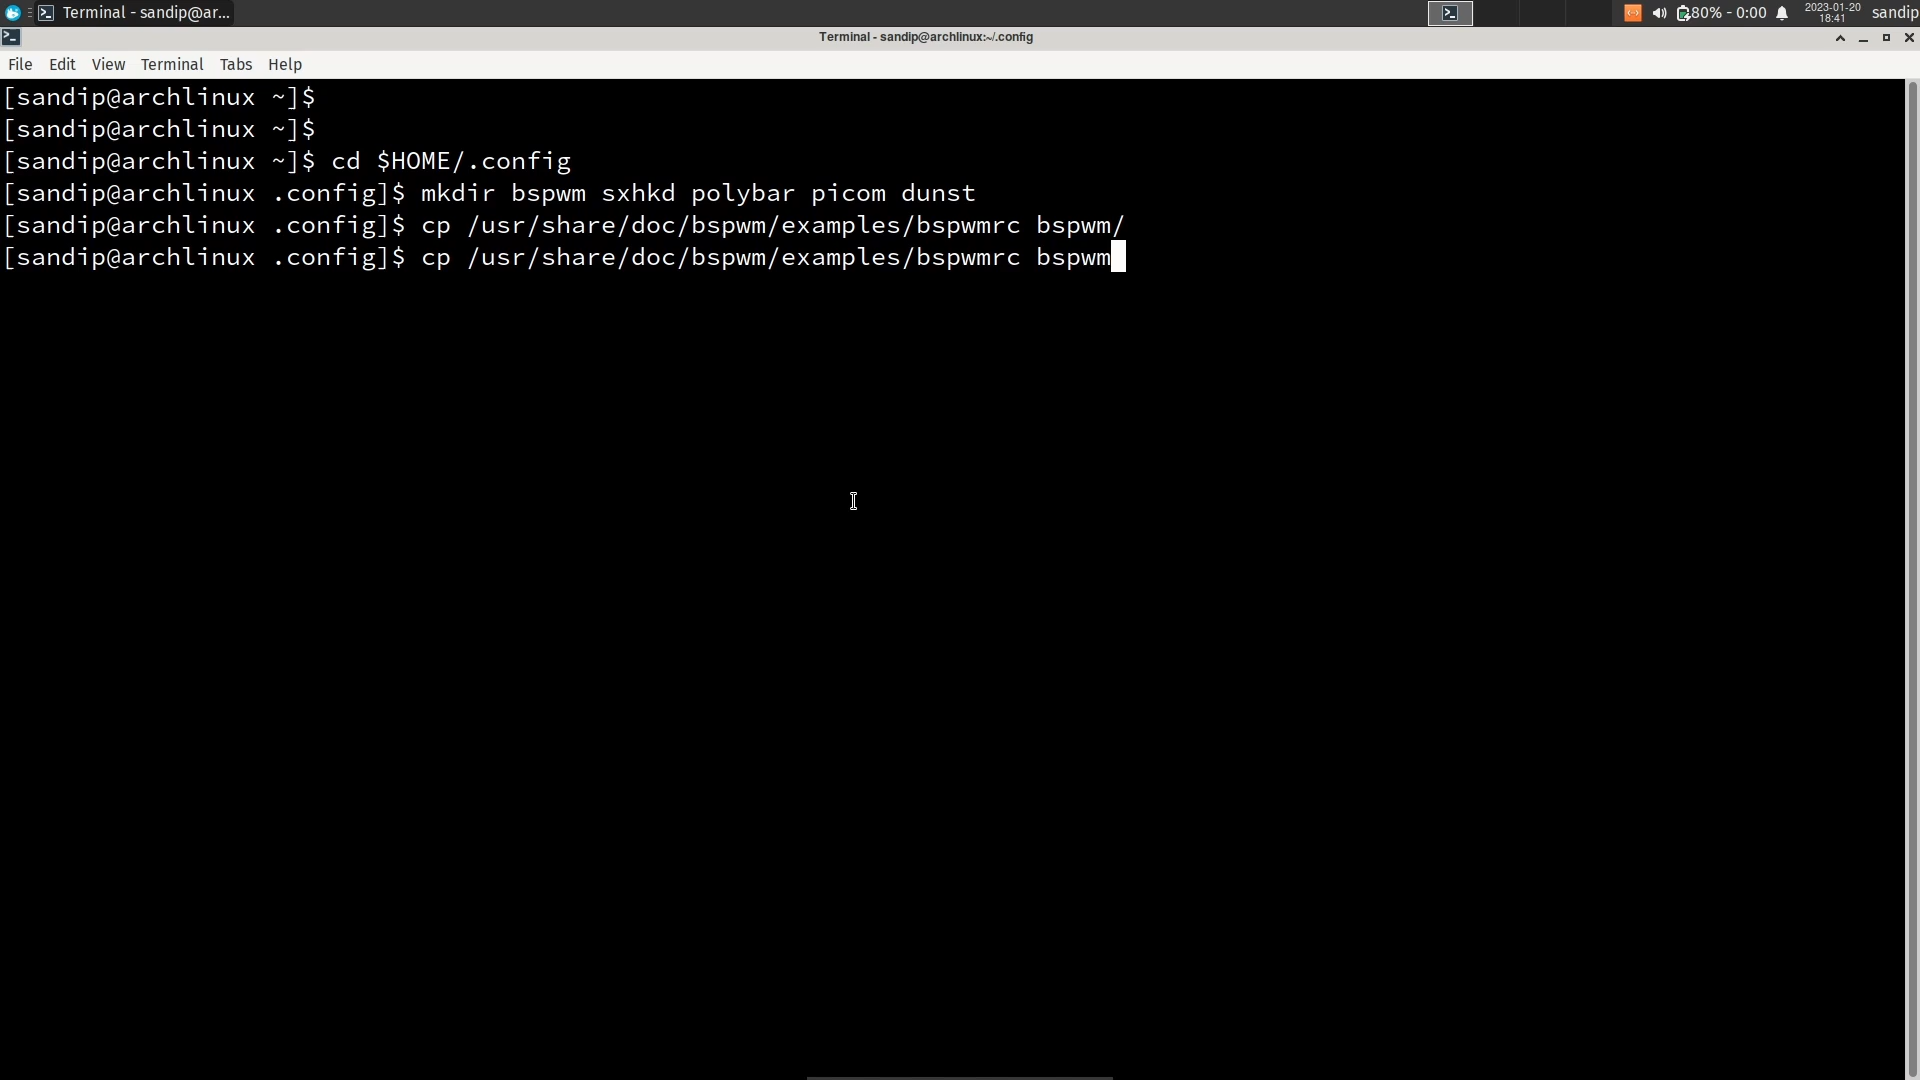 Terminal - sandip@ar...
80% - 0:00
2023-01-20
18:41
sandip
Terminal - sandip@archlinux:~/.config
File Edit View Terminal Tabs Help
[sandip@archlinux ~]$
[sandip@archlinux ~]$
[sandip@archlinux ~]$ cd $HOME/.config
[sandip@archlinux .config]$ mkdir bspwm sxhkd polybar picom dunst
[sandip@archlinux .config]$ cp /usr/share/doc/bspwm/examples/bspwmrc bspwm/
[sandip@archlinux .config]$ cp /usr/share/doc/bspwm/examples/bspwmrc bspwm